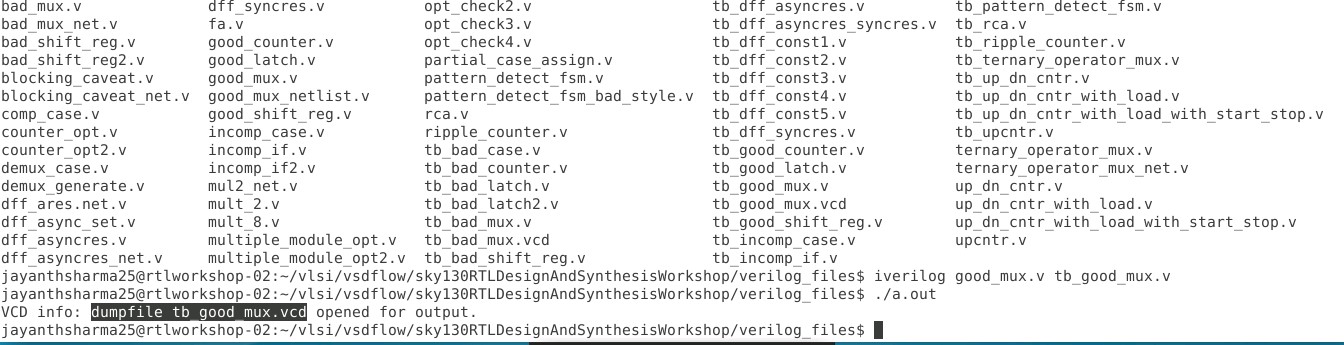 bad_mux.v dff_syncres.v opt_check2.v tb_dff_asyncres.v tb_pattern_detect_fsm.v
bad_mux_net.v fa.v opt_check3.v tb_dff_asyncres_syncres.v tb_rca.v
bad_shift_reg.v good_counter.v opt_check4.v tb_dff_const1.v tb_ripple_counter.v
bad_shift_reg2.v good_latch.v partial_case_assign.v tb_dff_const2.v tb_ternary_operator_mux.v
blocking_caveat.v good_mux.v pattern_detect_fsm.v tb_dff_const3.v tb_up_dn_cntr.v
blocking_caveat_net.v good_mux_netlist.v pattern_detect_fsm_bad_style.v tb_dff_const4.v tb_up_dn_cntr_with_load.v
comp_case.v good_shift_reg.v rca.v tb_dff_const5.v tb_up_dn_cntr_with_load_with_start_stop.v
counter_opt.v incomp_case.v ripple_counter.v tb_dff_syncres.v tb_upcntr.v
counter_opt2.v incomp_if.v tb_bad_case.v tb_good_counter.v ternary_operator_mux.v
demux_case.v incomp_if2.v tb_bad_counter.v tb_good_latch.v ternary_operator_mux_net.v
demux_generate.v mul2_net.v tb_bad_latch.v tb_good_mux.v up_dn_cntr.v
dff_ares.net.v mult_2.v tb_bad_latch2.v tb_good_mux.vcd up_dn_cntr_with_load.v
dff_async_set.v mult_8.v tb_bad_mux.v tb_good_shift_reg.v up_dn_cntr_with_load_with_start_stop.v
dff_asyncres.v multiple_module_opt.v tb_bad_mux.vcd tb_incomp_case.v upcntr.v
dff_asyncres_net.v multiple_module_opt2.v tb_bad_shift_reg.v tb_incomp_if.v
jayanthsharma25@rtlworkshop-02:~/vlsi/vsdflow/sky130RTLDesignAndSynthesisWorkshop/verilog_files$ iverilog good_mux.v tb_good_mux.v
jayanthsharma25@rtlworkshop-02:~/vlsi/vsdflow/sky130RTLDesignAndSynthesisWorkshop/verilog_files$ ./a.out
VCD info: dumpfile tb_good_mux.vcd opened for output.
jayanthsharma25@rtlworkshop-02:~/vlsi/vsdflow/sky130RTLDesignAndSynthesisWorkshop/verilog_files$